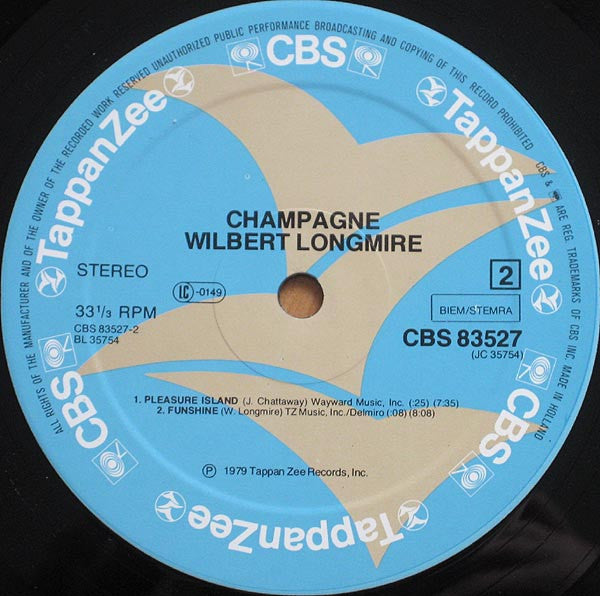 ALL RIGHTS OF THE MANUFACTURER AND OF THE OWNER OF THE RECORDED WORK RESERVED UNAUTHORIZED PUBLIC PERFORMANCE BROADCASTING AND COPYING OF THIS RECORD PROHIBITED CBS & ARE REG. TRADEMARKS OF CBS INC. MADE IN HOLLAND
CBS
TappanZee
TappanZee
CHAMPAGNE
WILBERT LONGMIRE
STEREO
IC -0149
2
33 1/3 RPM
BIEM/STEMRA
CBS 83527-2
BL 35754
CBS 83527
(JC 35754)
1. PLEASURE ISLAND (J. Chattaway) Wayward Music, Inc. (:25) (7:35)
2. FUNSHINE (W. Longmire) TZ Music, Inc./Delmiro (:08) (8:08)
CBS
CBS
℗ 1979 Tappan Zee Records, Inc.
TappanZee